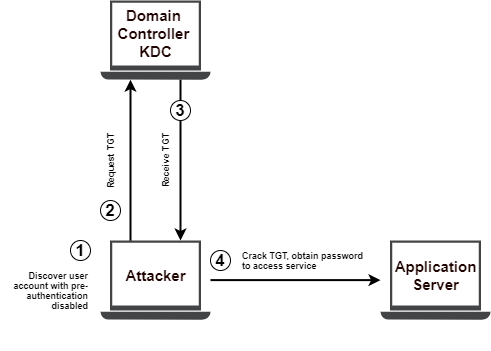 Domain
Controller
KDC
3
Request TGT
Receive TGT
2
1
Discover user
account with pre-
authentication
disabled
Attacker
4
Crack TGT, obtain password
to access service
Application
Server